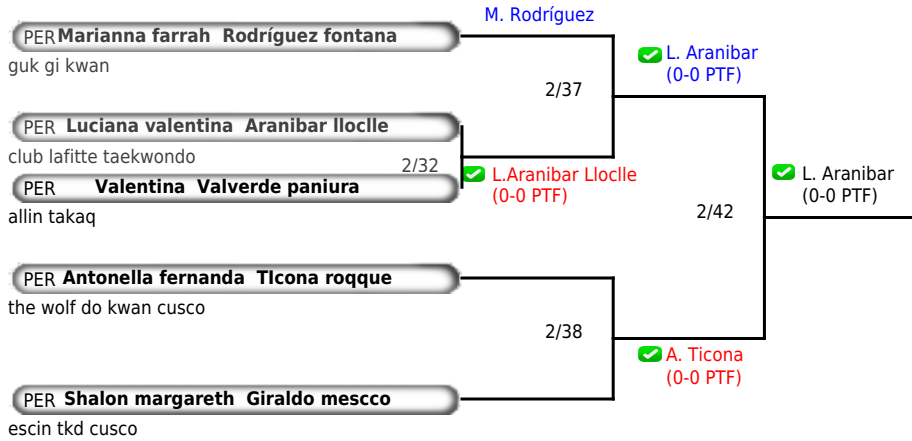 M. Rodríguez
PER Marianna farrah Rodríguez fontana
guk gi kwan
L. Aranibar
(0-0 PTF)
2/37
PER Luciana valentina Aranibar lloclle
club lafitte taekwondo
2/32
L.Aranibar Lloclle
(0-0 PTF)
PER Valentina Valverde paniura
allin takaq
L. Aranibar
(0-0 PTF)
2/42
PER Antonella fernanda TIcona roqque
the wolf do kwan cusco
2/38
A. Ticona
(0-0 PTF)
PER Shalon margareth Giraldo mescco
escin tkd cusco